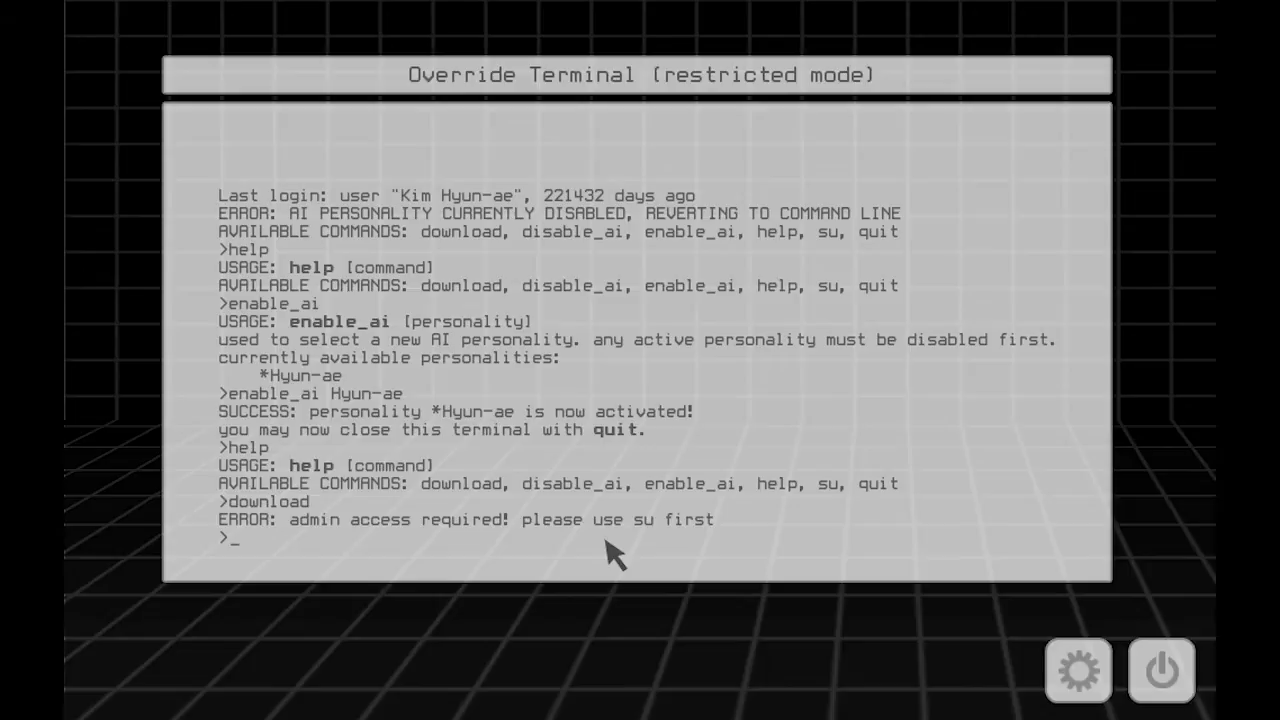 Override Terminal (restricted mode)
Last login: user "Kim Hyun-ae", 221432 days ago
ERROR: AI PERSONALITY CURRENTLY DISABLED, REVERTING TO COMMAND LINE
AVAILABLE COMMANDS: download, disable_ai, enable_ai, help, su, quit
>help
USAGE: help [command]
AVAILABLE COMMANDS: download, disable_ai, enable_ai, help, su, quit
>enable_ai
USAGE: enable_ai [personality]
used to select a new AI personality. any active personality must be disabled first.
currently available personalities:
*Hyun-ae
>enable_ai Hyun-ae
SUCCESS: personality *Hyun-ae is now activated!
you may now close this terminal with quit.
>help
USAGE: help [command]
AVAILABLE COMMANDS: download, disable_ai, enable_ai, help, su, quit
>download
ERROR: admin access required! please use su first
>_